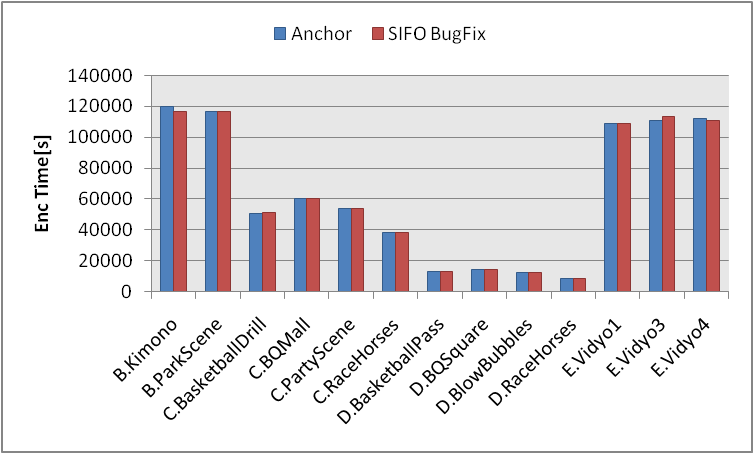 Anchor SIFO BugFix
Enc Time[s]
140000
120000
100000
80000
60000
40000
20000
0
B.Kimono
B.ParkScene
C.BasketballDrill
C.BQMall
C.PartyScene
C.RaceHorses
D.BasketballPass
D.BQSquare
D.BlowBubbles
D.RaceHorses
E.Vidyo1
E.Vidyo3
E.Vidyo4